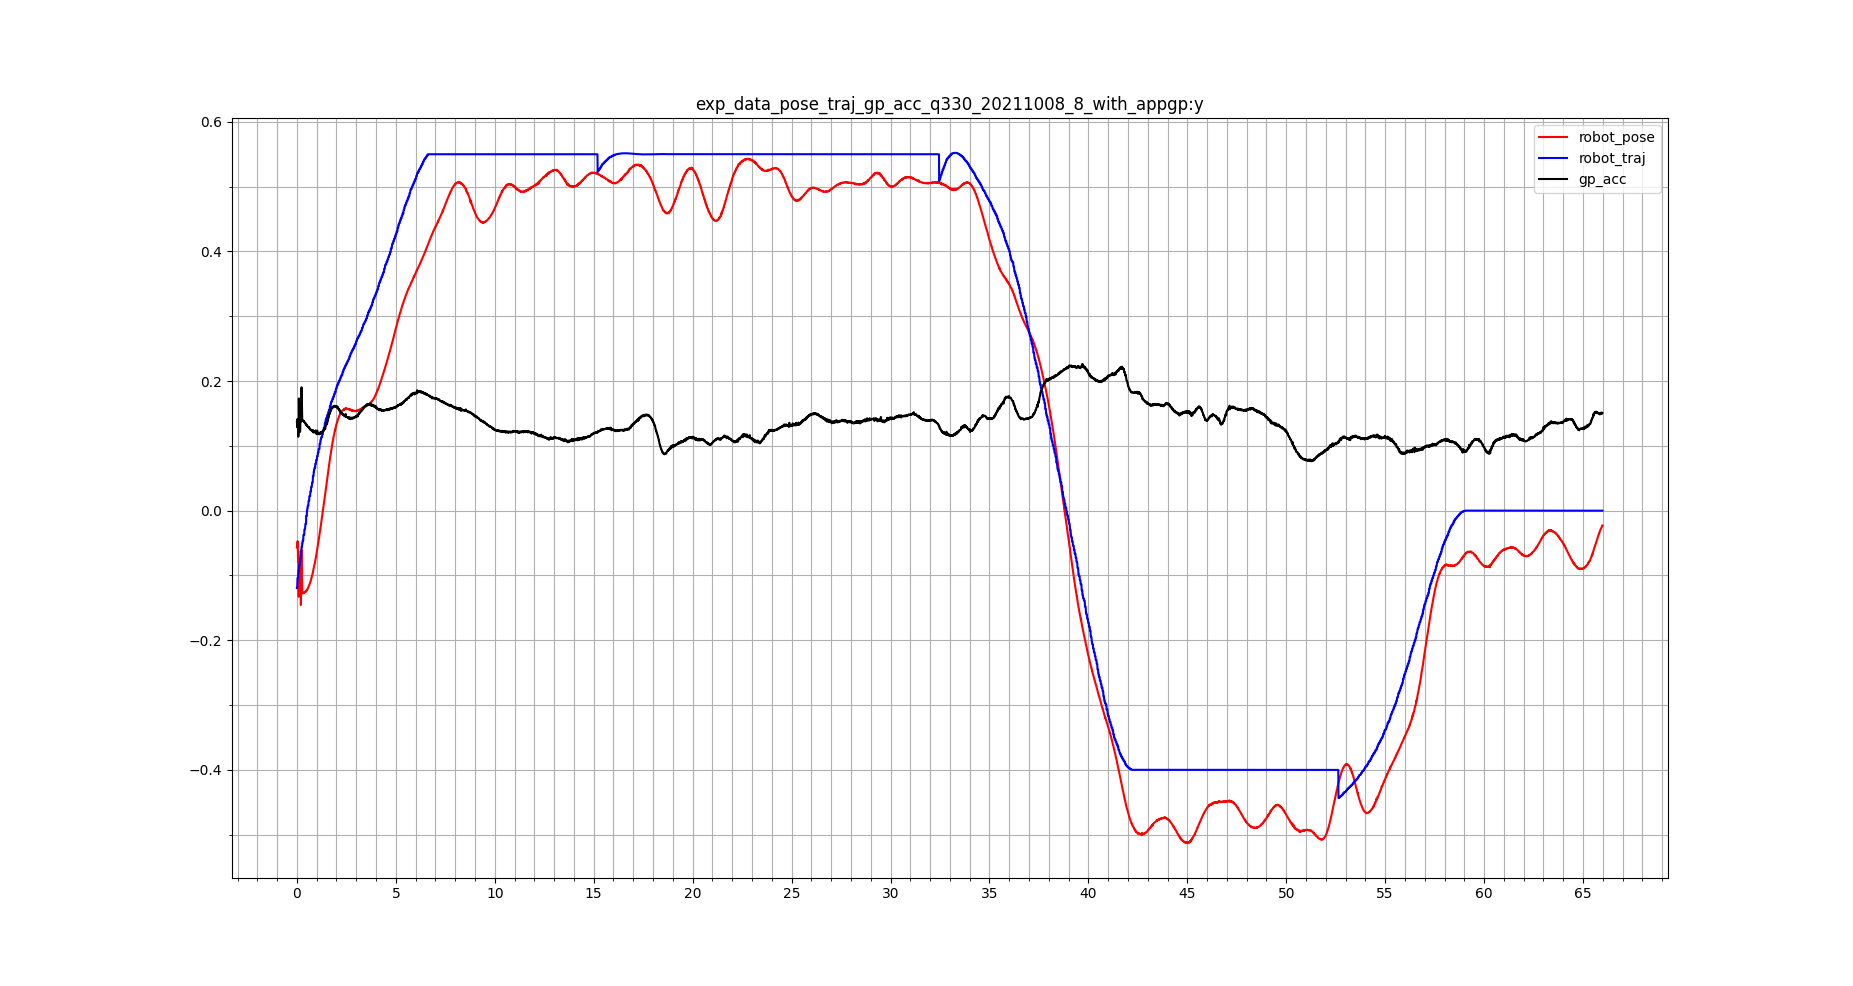 exp_data_pose_traj_gp_acc_q330_20211008_8_with_appgp:y
robot_pose
robot_traj
gp_acc
0.6
0.4
0.2
0.0
−0.2
−0.4
0 5 10 15 20 25 30 35 40 45 50 55 60 65